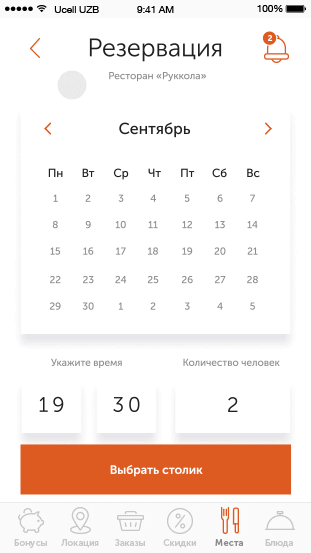 Ucell UZB 9:41 AM 100%
Резервация 2
Ресторан «Руккола»
Сентябрь
Пн Вт Ср Чт Пт Сб Вс
1 2 3 4 5 6 7
8 9 10 11 12 13 14
15 16 17 18 19 20 21
22 23 24 25 26 27 28
29 30 1 2 3 4 5
Укажите время Количество человек
19 30 2
Выбрать столик
Бонусы Локация Заказы Скидки Места Блюда